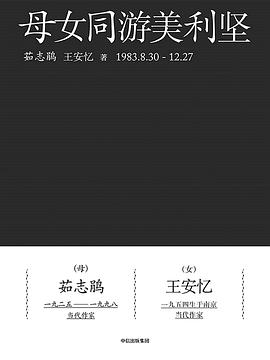 母女同游美利坚
茹志鹃 王安忆 著 1983.8.30 - 12.27
（母） （女）
茹志鹃 王安忆
一九二五——一九九八 一九五四生于南京
当代作家 当代作家
中信出版集团